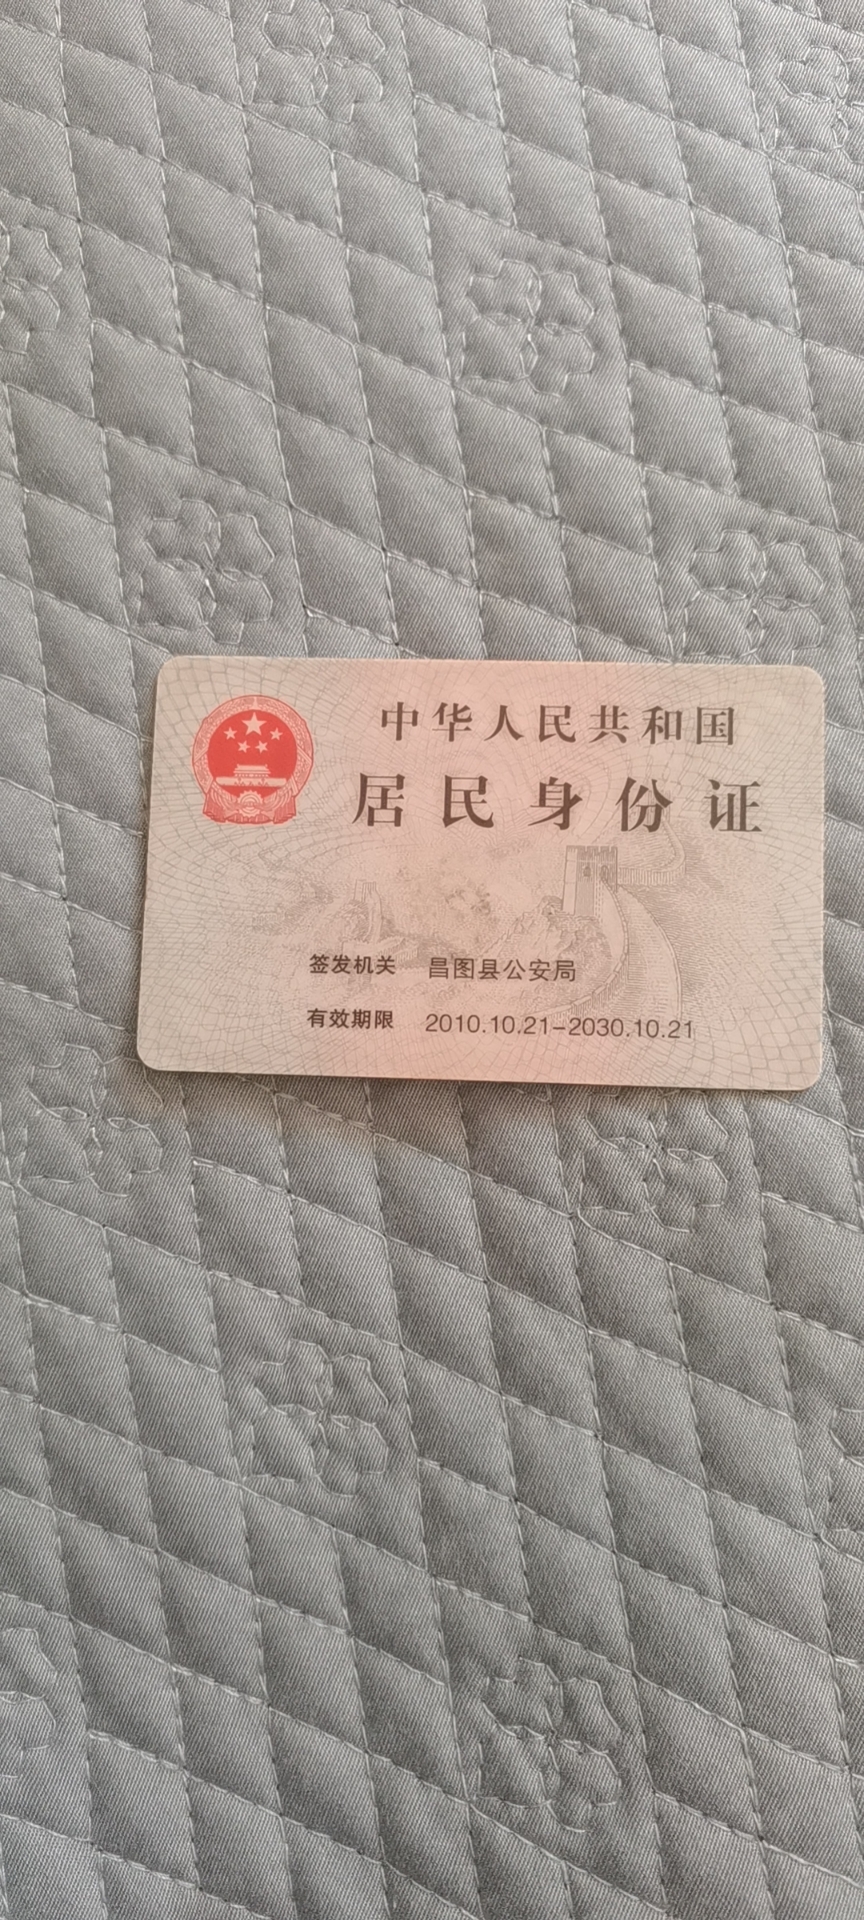 中华人民共和国
居民身份证
签发机关 昌图县公安局
有效期限 2010.10.21-2030.10.21